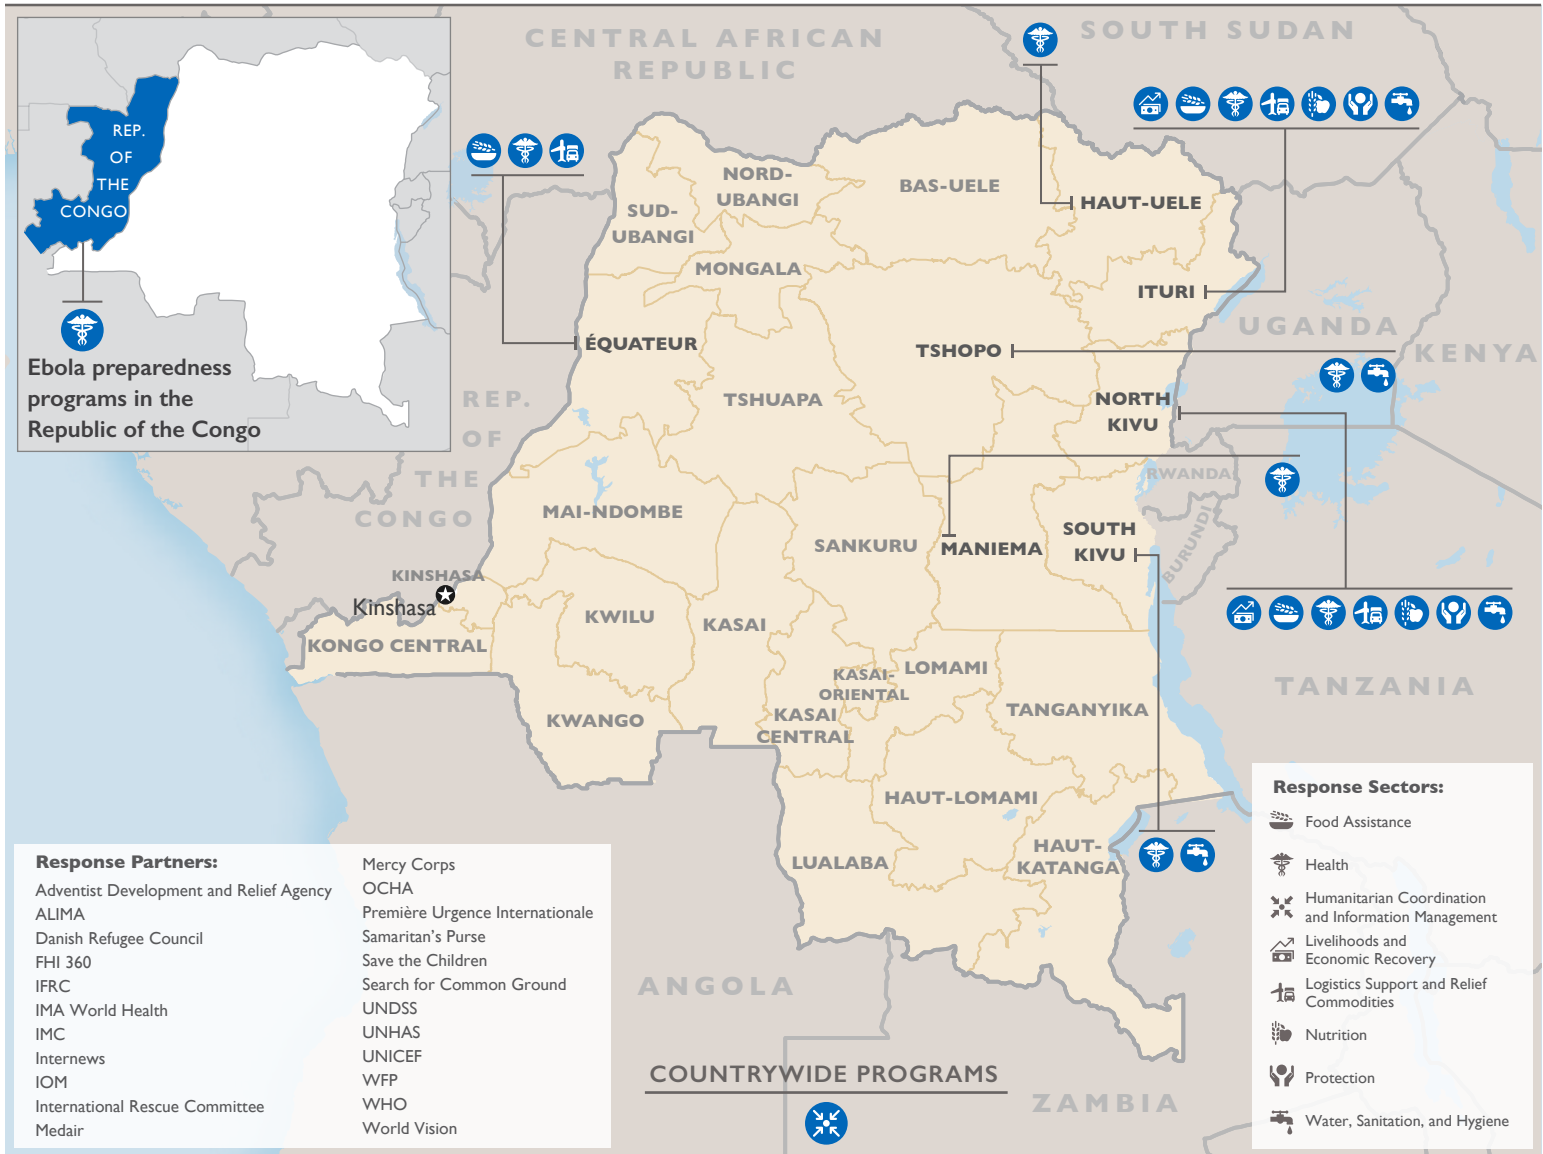 CENTRAL AFRICAN
REPUBLIC
SOUTH SUDAN
REP.
OF
THE
CONGO
Ebola preparedness
programs in the
Republic of the Congo
NORD-
UBANGI
BAS-UELE
HAUT-UELE
SUD-
UBANGI
MONGALA
ITURI
UGANDA
KENYA
ÉQUATEUR
TSHOPO
TSHUAPA
NORTH
KIVU
REP.
OF
THE
CONGO
RWANDA
BURUNDI
MAI-NDOMBE
SANKURU
MANIEMA
SOUTH
KIVU
KINSHASA
Kinshasa
KONGO CENTRAL
KWILU
KASAI
KASAI-
ORIENTAL
LOMAMI
KASAI
CENTRAL
KWANGO
TANGANYIKA
TANZANIA
HAUT-LOMAMI
LUALABA
HAUT-
KATANGA
ANGOLA
ZAMBIA
COUNTRYWIDE PROGRAMS
Response Partners:
Adventist Development and Relief Agency
ALIMA
Danish Refugee Council
FHI 360
IFRC
IMA World Health
IMC
Internews
IOM
International Rescue Committee
Medair
Mercy Corps
OCHA
Première Urgence Internationale
Samaritan's Purse
Save the Children
Search for Common Ground
UNDSS
UNHAS
UNICEF
WFP
WHO
World Vision
Response Sectors:
Food Assistance
Health
Humanitarian Coordination
and Information Management
Livelihoods and
Economic Recovery
Logistics Support and Relief
Commodities
Nutrition
Protection
Water, Sanitation, and Hygiene